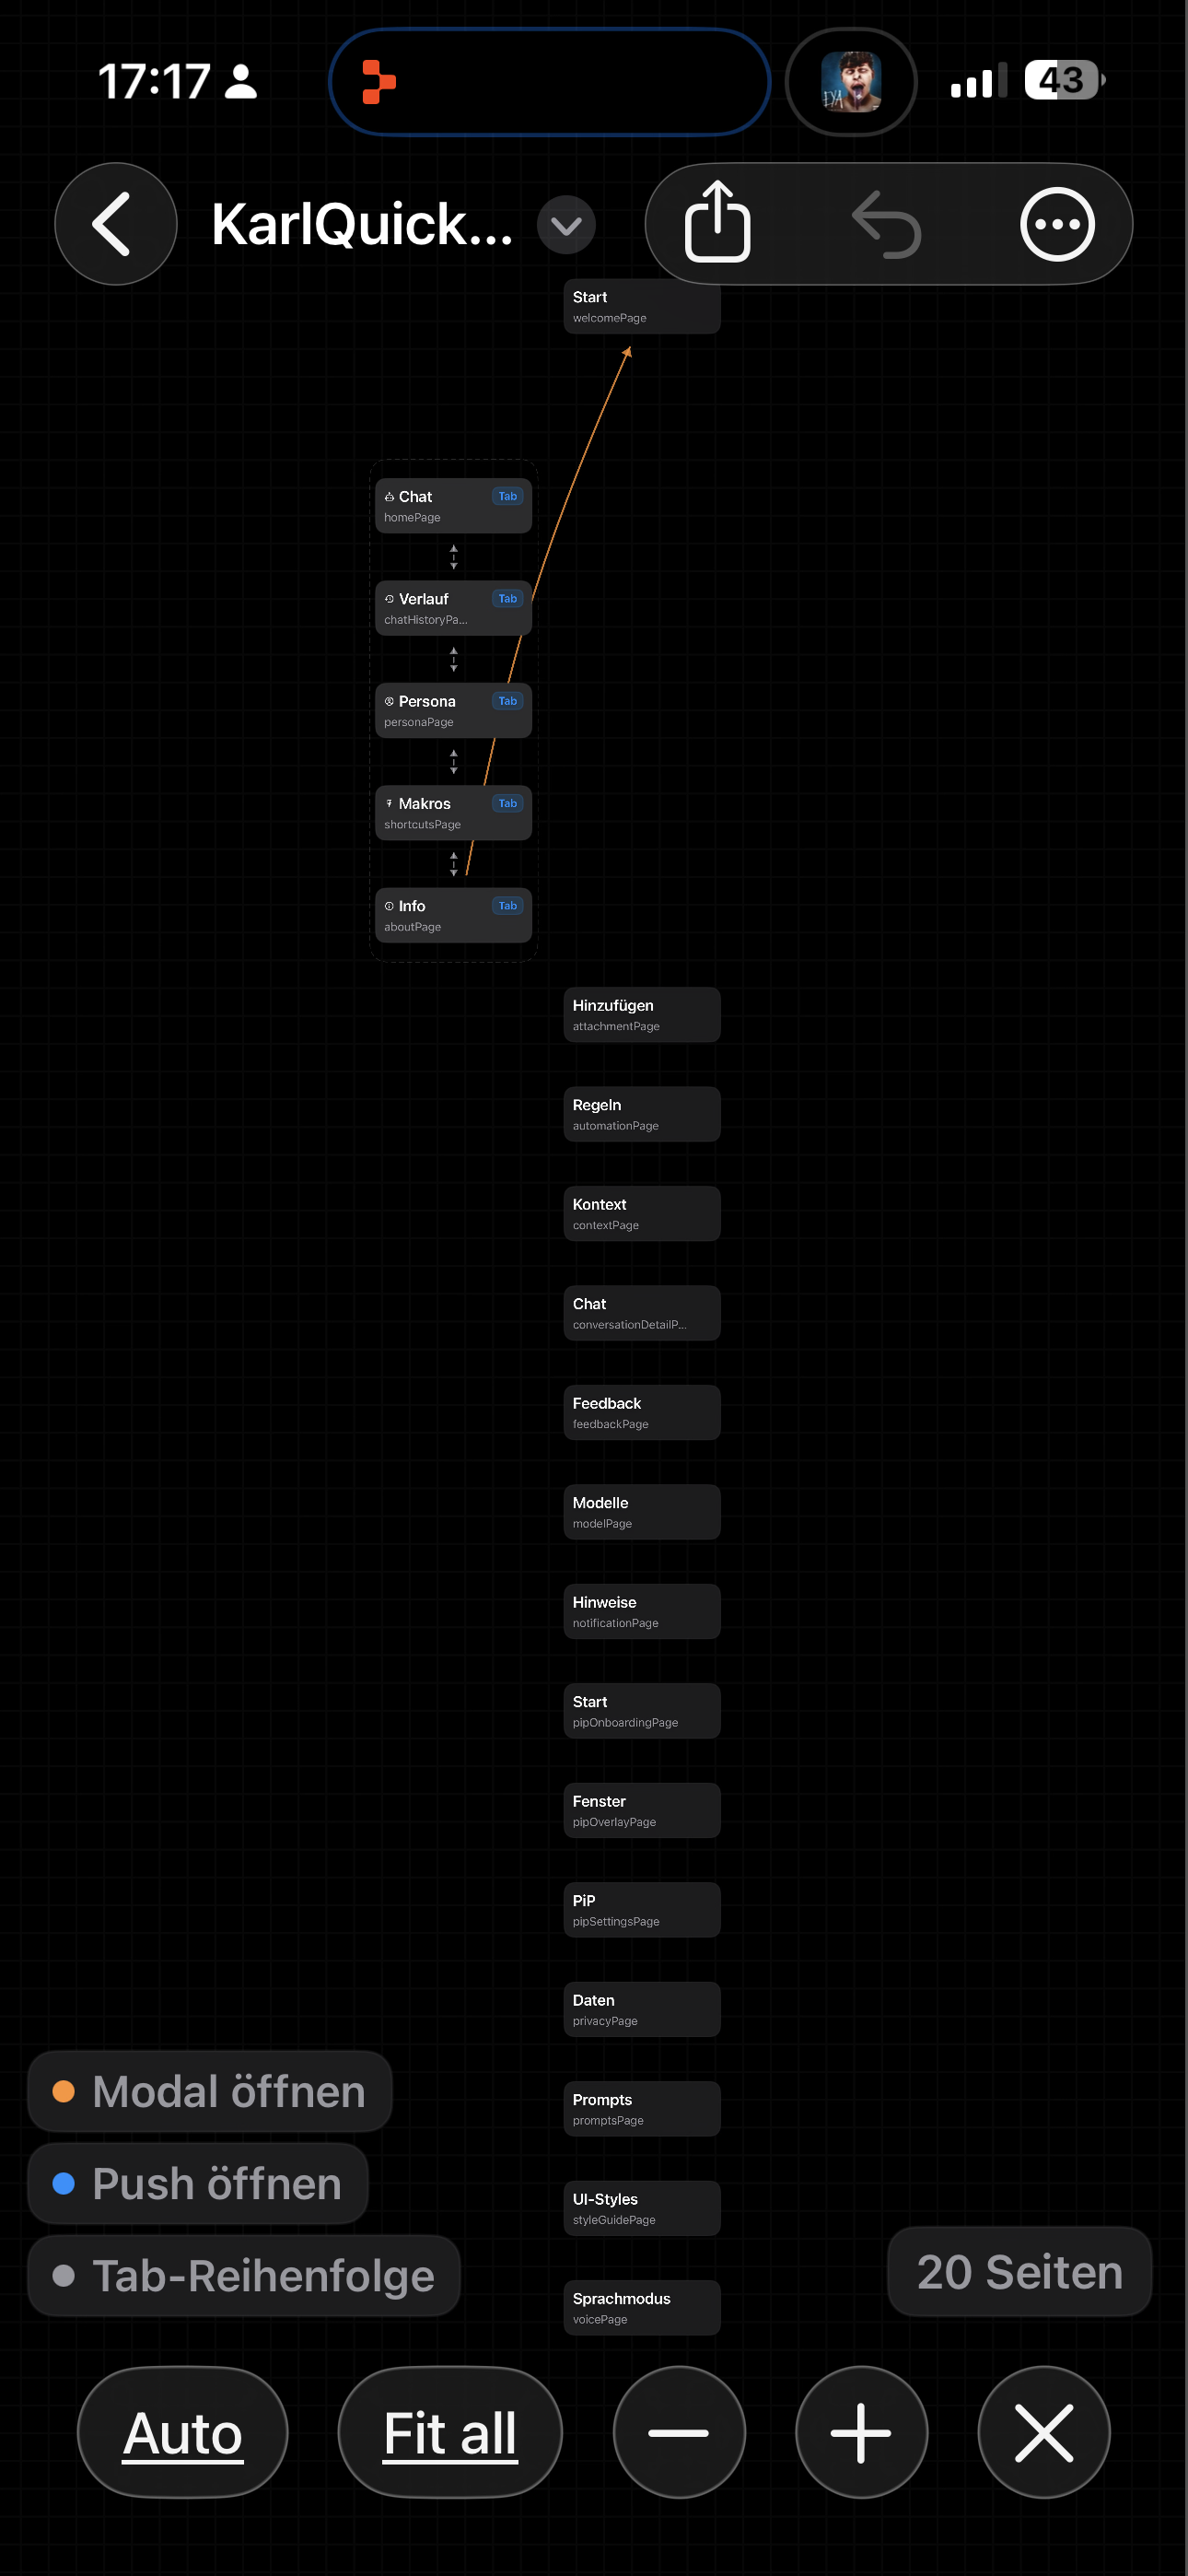 17:17
43
KarlQuick...
Start
welcomePage
Chat
Tab
homePage
Verlauf
Tab
chatHistoryPa...
Persona
Tab
personaPage
Makros
Tab
shortcutsPage
Info
Tab
aboutPage
Hinzufügen
attachmentPage
Regeln
automationPage
Kontext
contextPage
Chat
conversationDetailP...
Feedback
feedbackPage
Modelle
modelPage
Hinweise
notificationPage
Start
pipOnboardingPage
Fenster
pipOverlayPage
PiP
pipSettingsPage
Daten
privacyPage
Prompts
promptsPage
UI-Styles
styleGuidePage
Sprachmodus
voicePage
Modal öffnen
Push öffnen
Tab-Reihenfolge
20 Seiten
Auto
Fit all